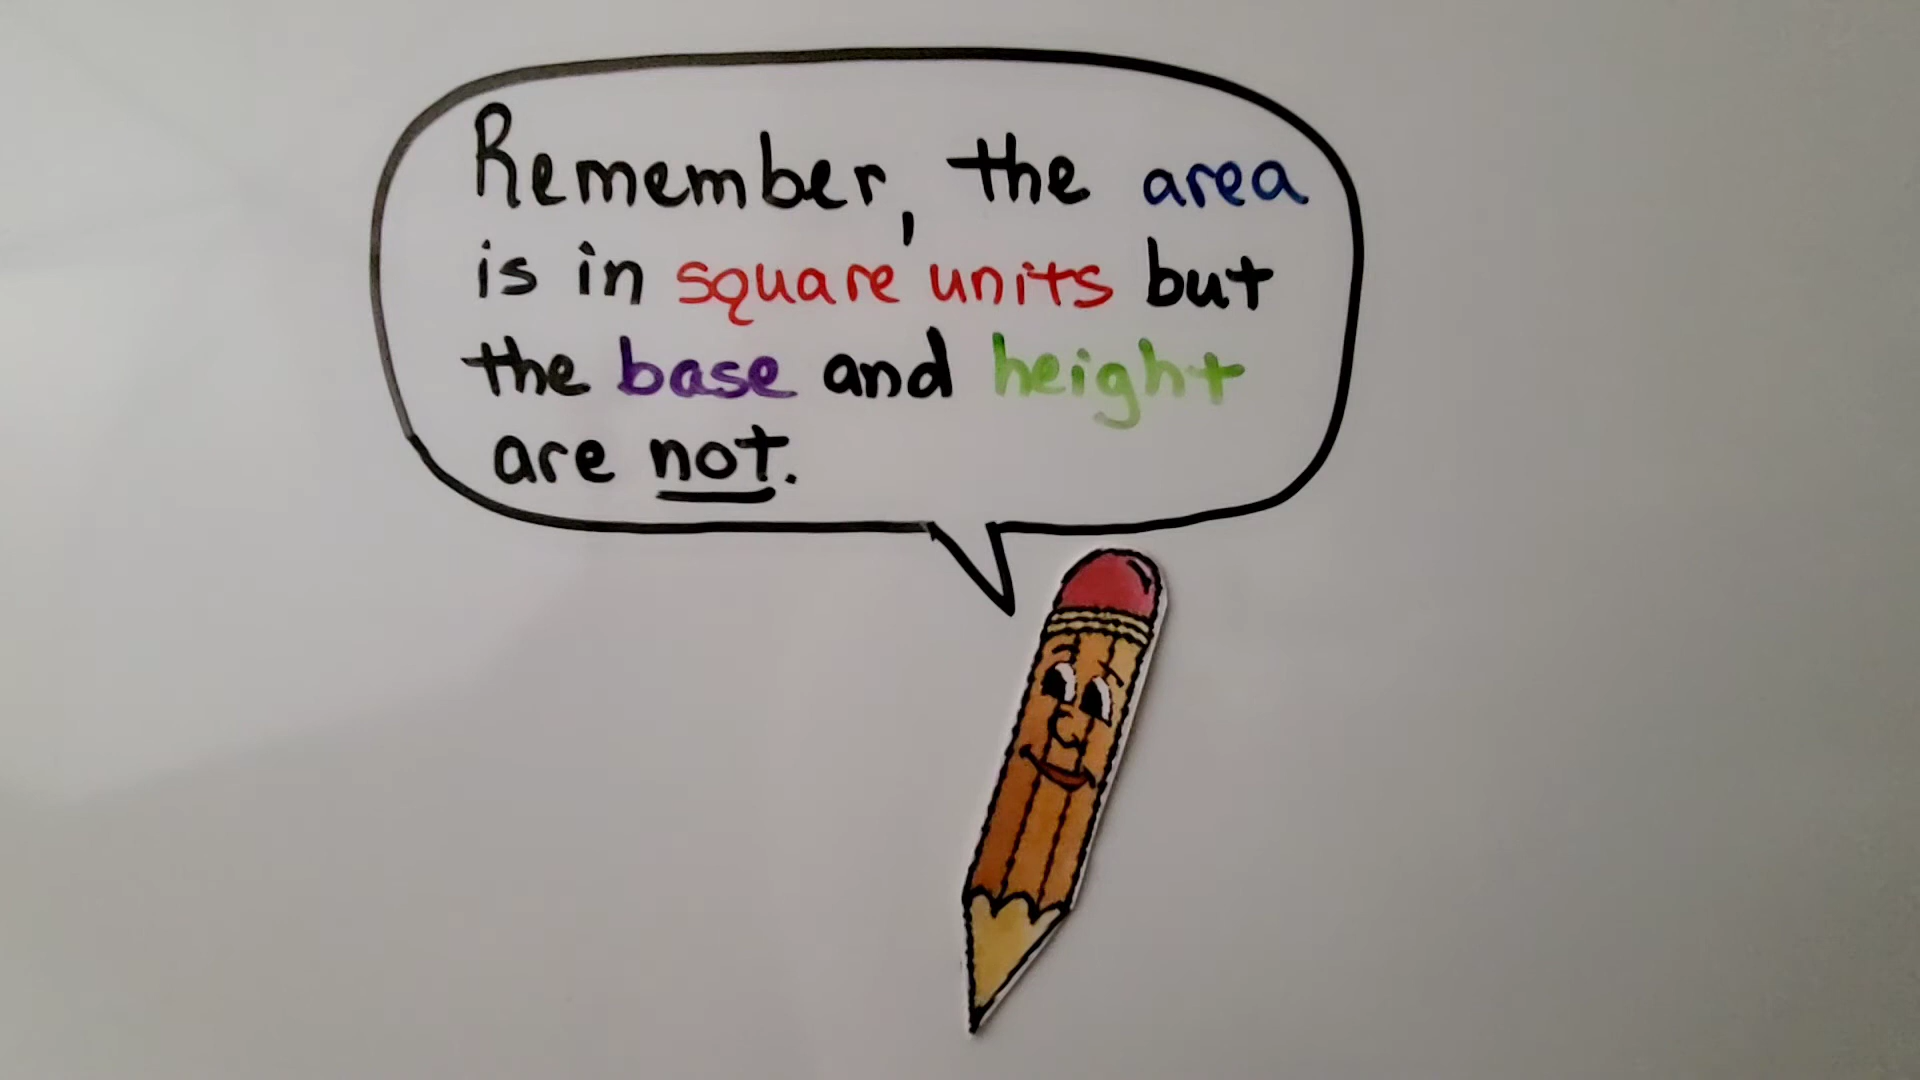 Remember, the area
is in square units but
the base and height
are not.